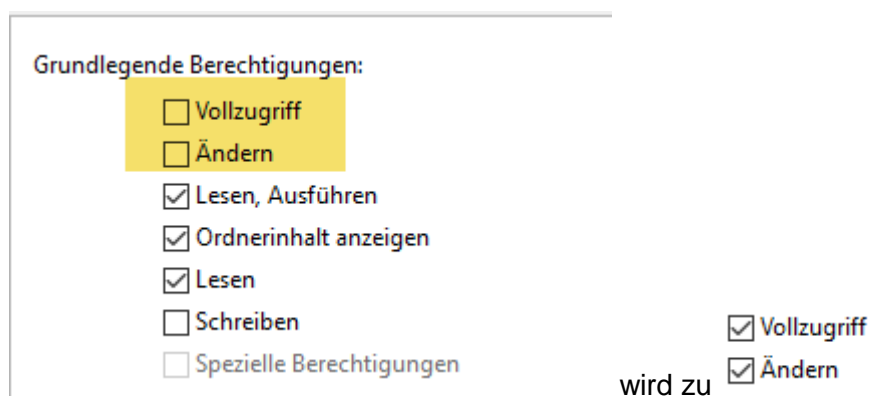 Grundlegende Berechtigungen:
Vollzugriff
Ändern
Lesen, Ausführen
Ordnerinhalt anzeigen
Lesen
Schreiben
Spezielle Berechtigungen
wird zu
Vollzugriff
Ändern